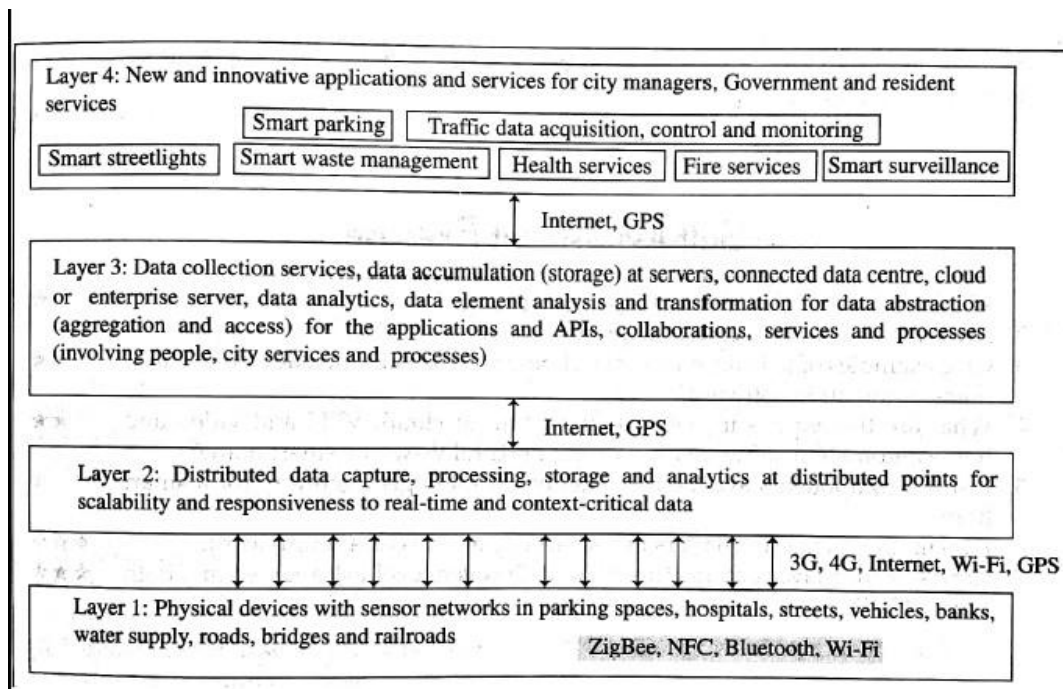 Layer 4: New and innovative applications and services for city managers, Government and resident
services
Smart parking
Traffic data acquisition, control and monitoring
Smart streetlights
Smart waste management
Health services
Fire services
Smart surveillance
Internet, GPS
Layer 3: Data collection services, data accumulation (storage) at servers, connected data centre, cloud
or enterprise server, data analytics, data element analysis and transformation for data abstraction
(aggregation and access) for the applications and APIs, collaborations, services and processes
(involving people, city services and processes)
Internet, GPS
Layer 2: Distributed data capture, processing, storage and analytics at distributed points for
scalability and responsiveness to real-time and context-critical data
3G, 4G, Internet, Wi-Fi, GPS
Layer 1: Physical devices with sensor networks in parking spaces, hospitals, streets, vehicles, banks,
water supply, roads, bridges and railroads
ZigBee, NFC, Bluetooth, Wi-Fi